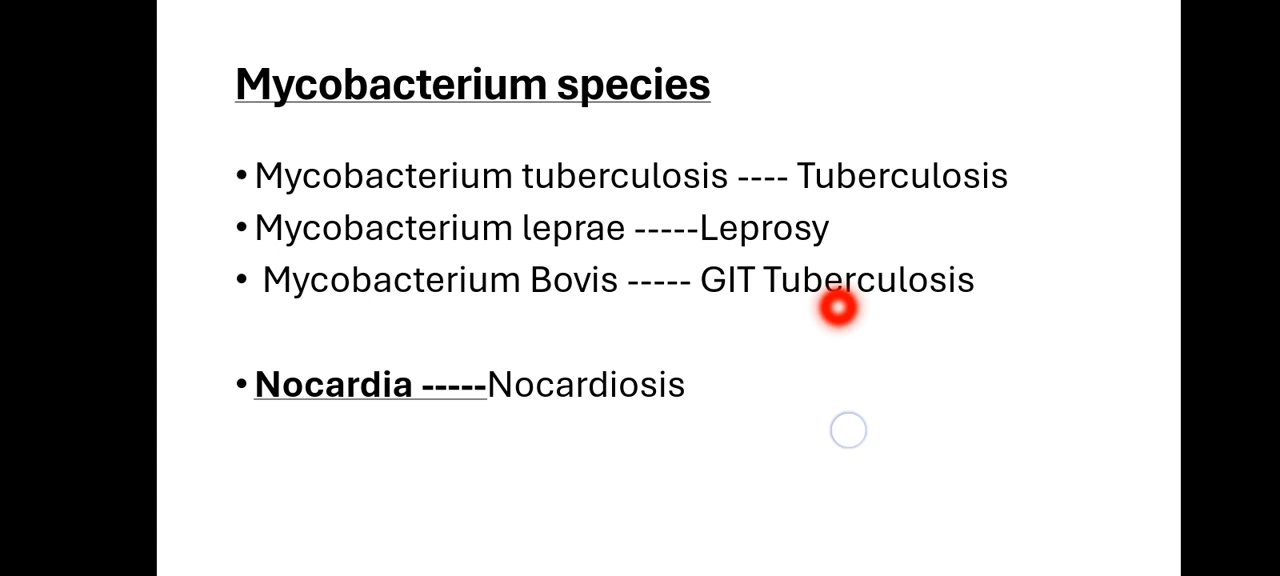 Mycobacterium species
• Mycobacterium tuberculosis ---- Tuberculosis
• Mycobacterium leprae -----Leprosy
• Mycobacterium Bovis ----- GIT Tuberculosis
• Nocardia -----Nocardiosis